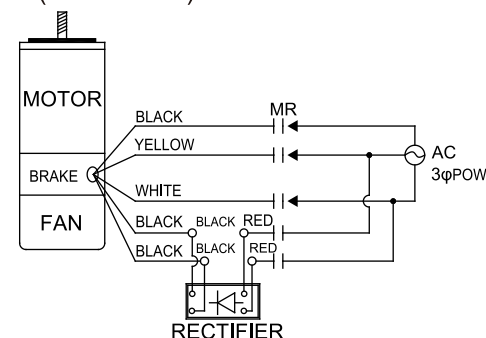 MOTOR
BRAKE
FAN
BLACK
MR
YELLOW
WHITE
BLACK BLACK RED
BLACK BLACK RED
AC
3φPOW
RECTIFIER